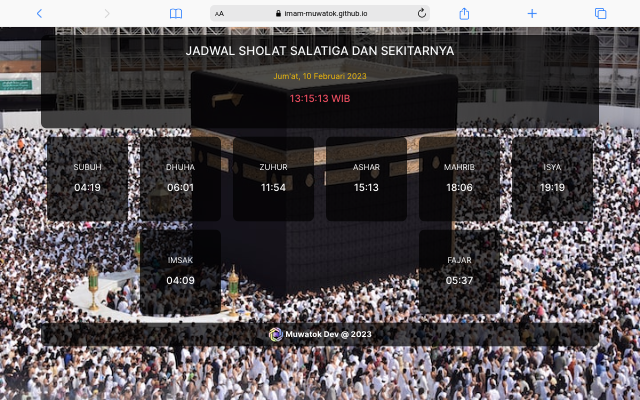 AA
imam-muwatok.github.io
JADWAL SHOLAT SALATIGA DAN SEKITARNYA
Jum'at, 10 Februari 2023
13:15:13 WIB
SUBUH
04:19
DHUHA
06:01
ZUHUR
11:54
ASHAR
15:13
MAHRIB
18:06
ISYA
19:19
IMSAK
04:09
FAJAR
05:37
Muwatok Dev @ 2023